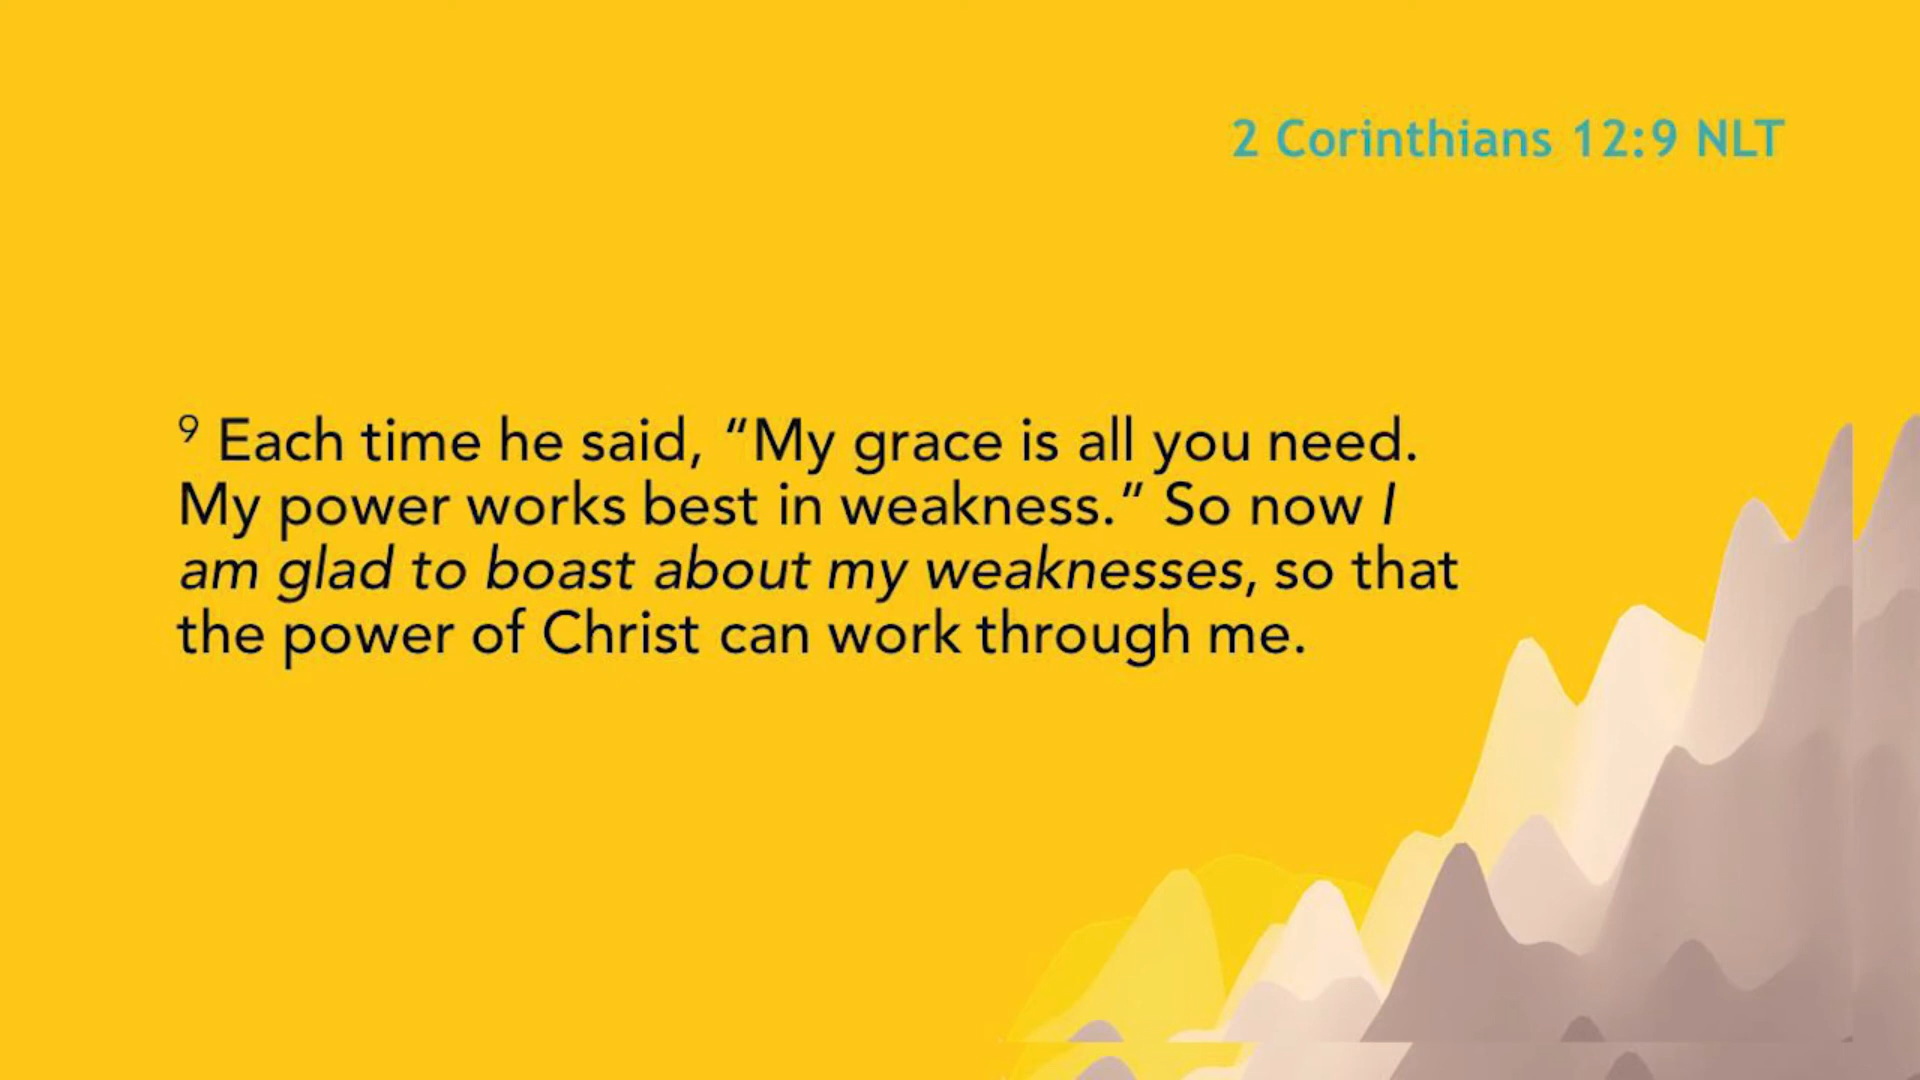 2 Corinthians 12:9 NLT
⁹ Each time he said, “My grace is all you need.
My power works best in weakness.” So now I
am glad to boast about my weaknesses, so that
the power of Christ can work through me.